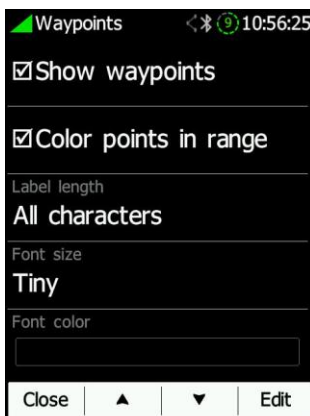 Waypoints 9 10:56:25
Show waypoints
Color points in range
Label length
All characters
Font size
Tiny
Font color
Close Edit